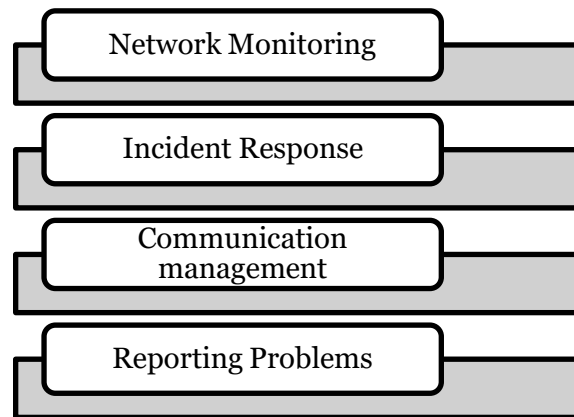 Network Monitoring
Incident Response
Communication
management
Reporting Problems